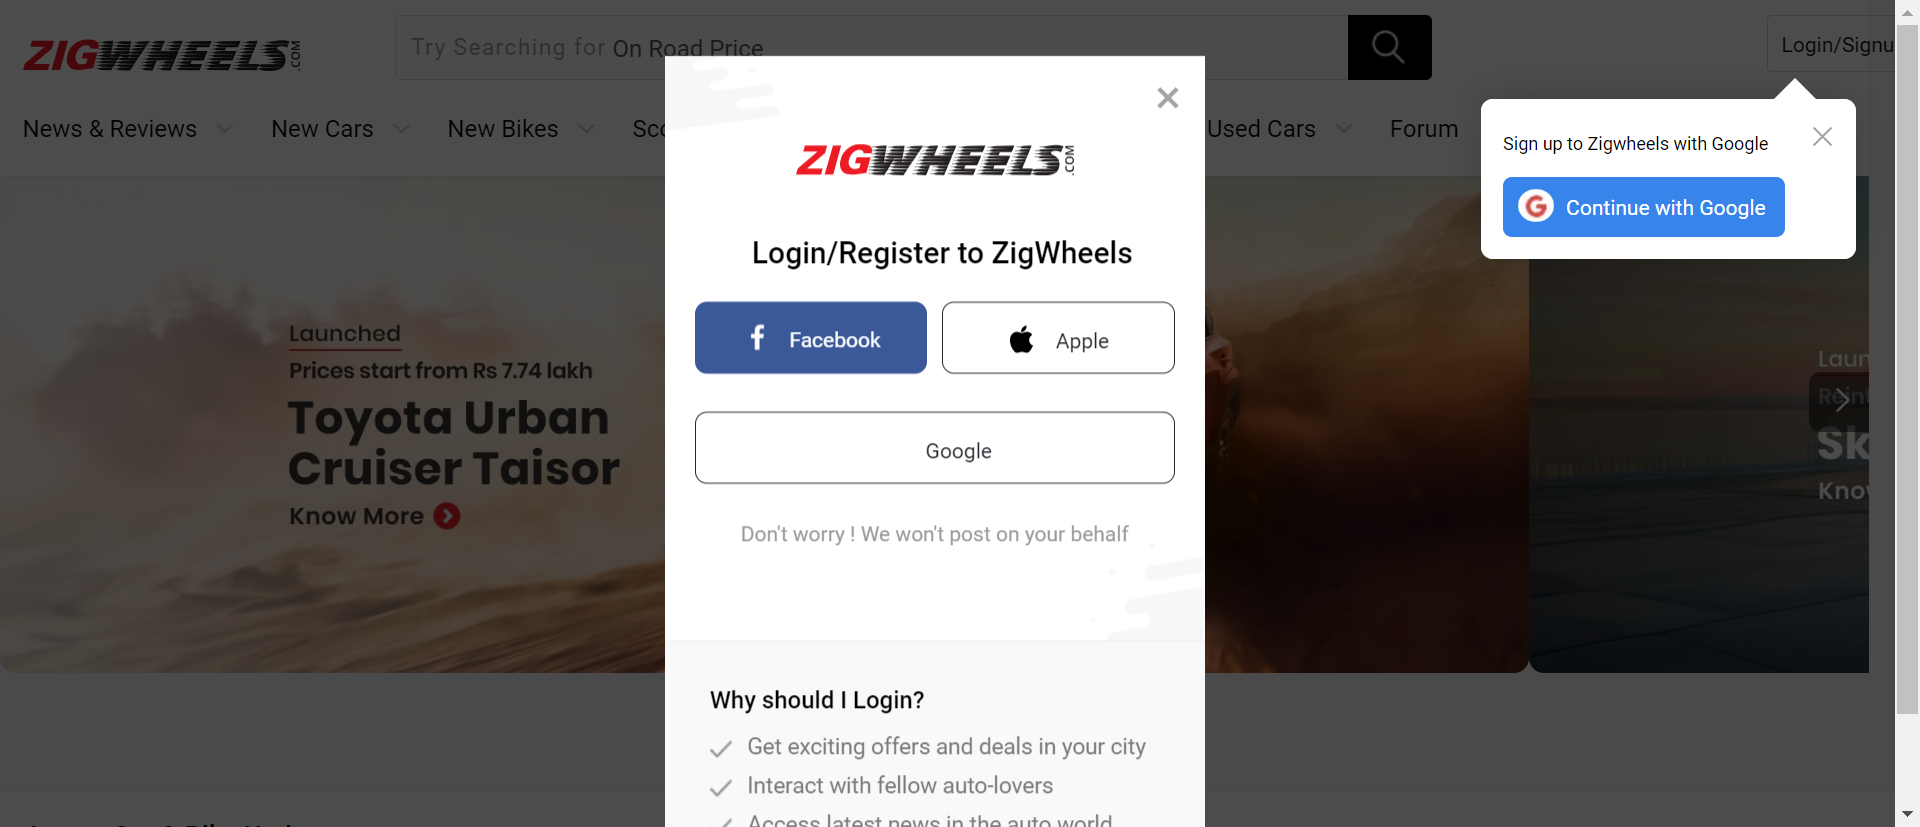 ZIGWHEELS.COM
Try Searching for On Road Price
Login/Signu
News & Reviews
New Cars
New Bikes
Sco
Used Cars
Forum
Sign up to Zigwheels with Google
Continue with Google
ZIGWHEELS.COM
Login/Register to ZigWheels
Facebook
Apple
Google
Don't worry ! We won't post on your behalf
Launched
Prices start from Rs 7.74 lakh
Toyota Urban
Cruiser Taisor
Know More
Laun
Rein
Sk
Know
Why should I Login?
Get exciting offers and deals in your city
Interact with fellow auto-lovers
Access latest news in the auto world